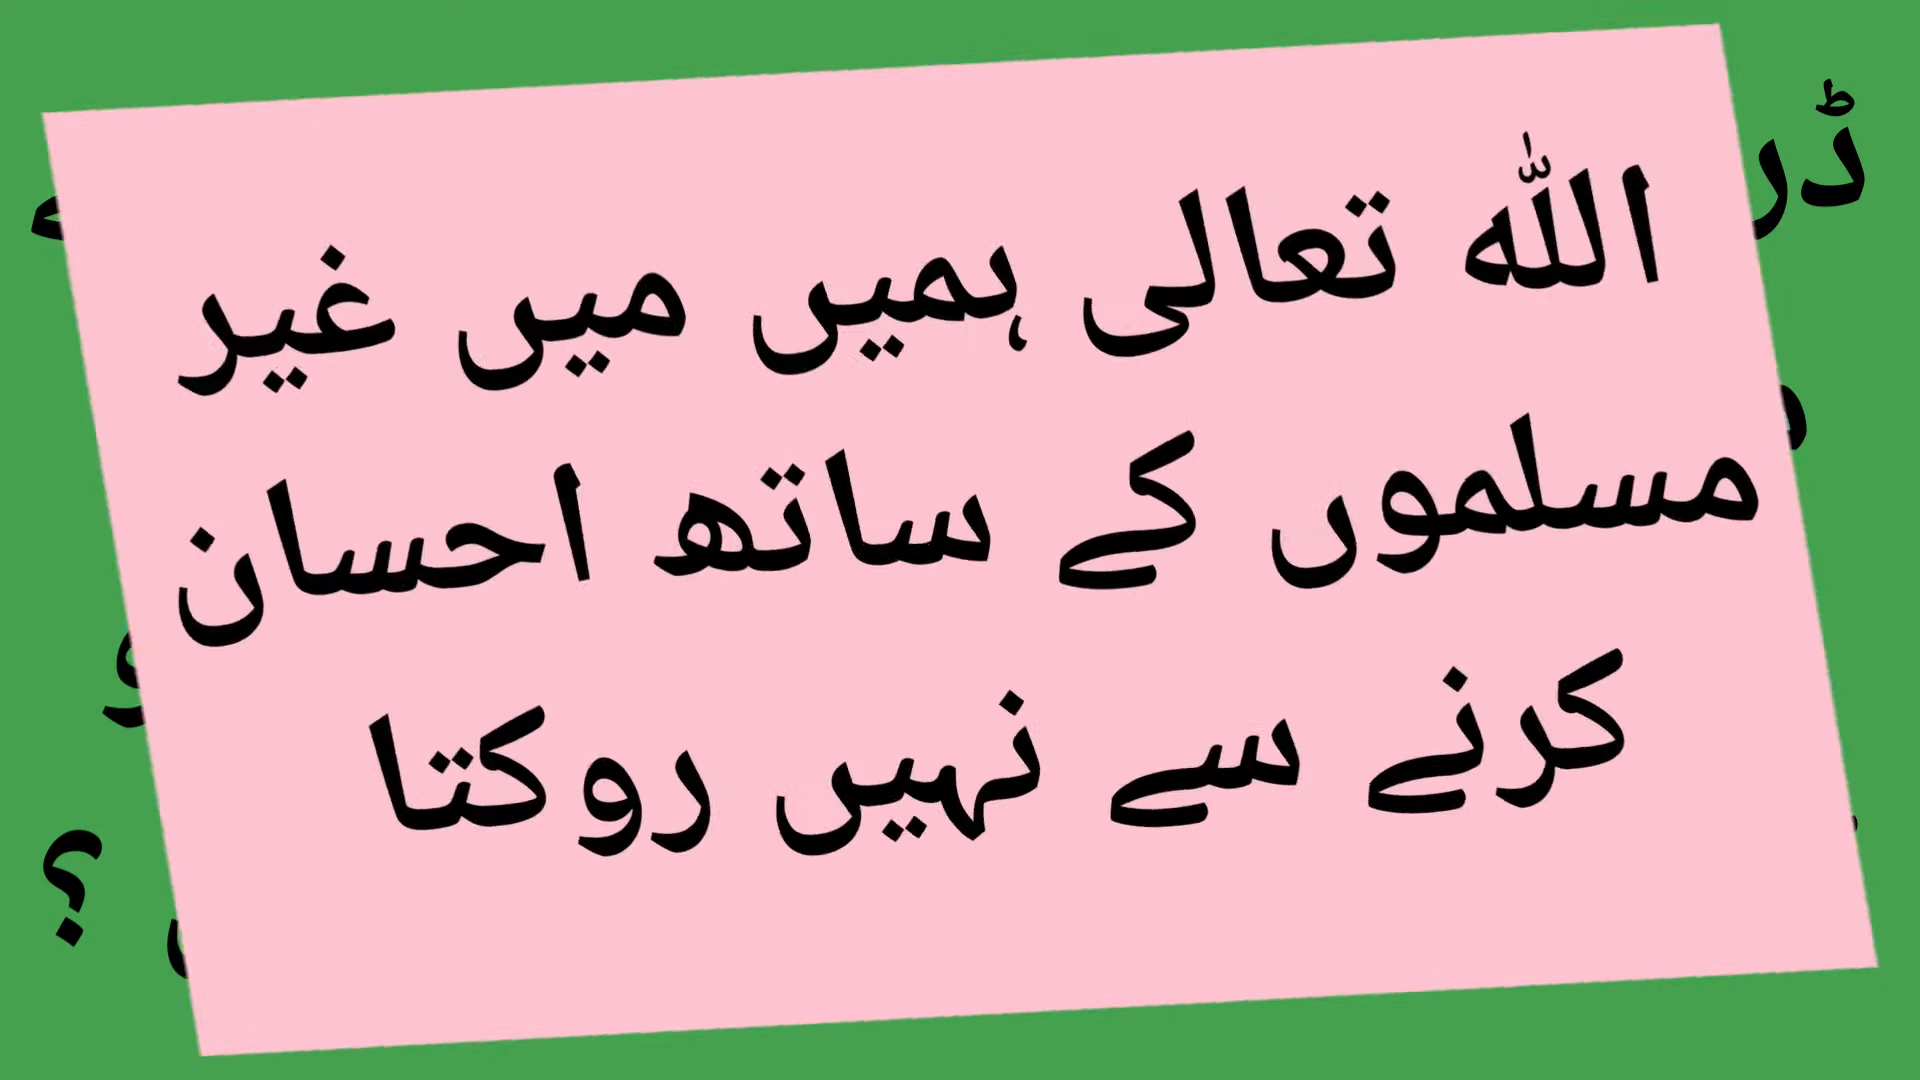 اللہ تعالی ہمیں میں غیر
مسلموں کے ساتھ احسان
کرنے سے نہیں روکتا